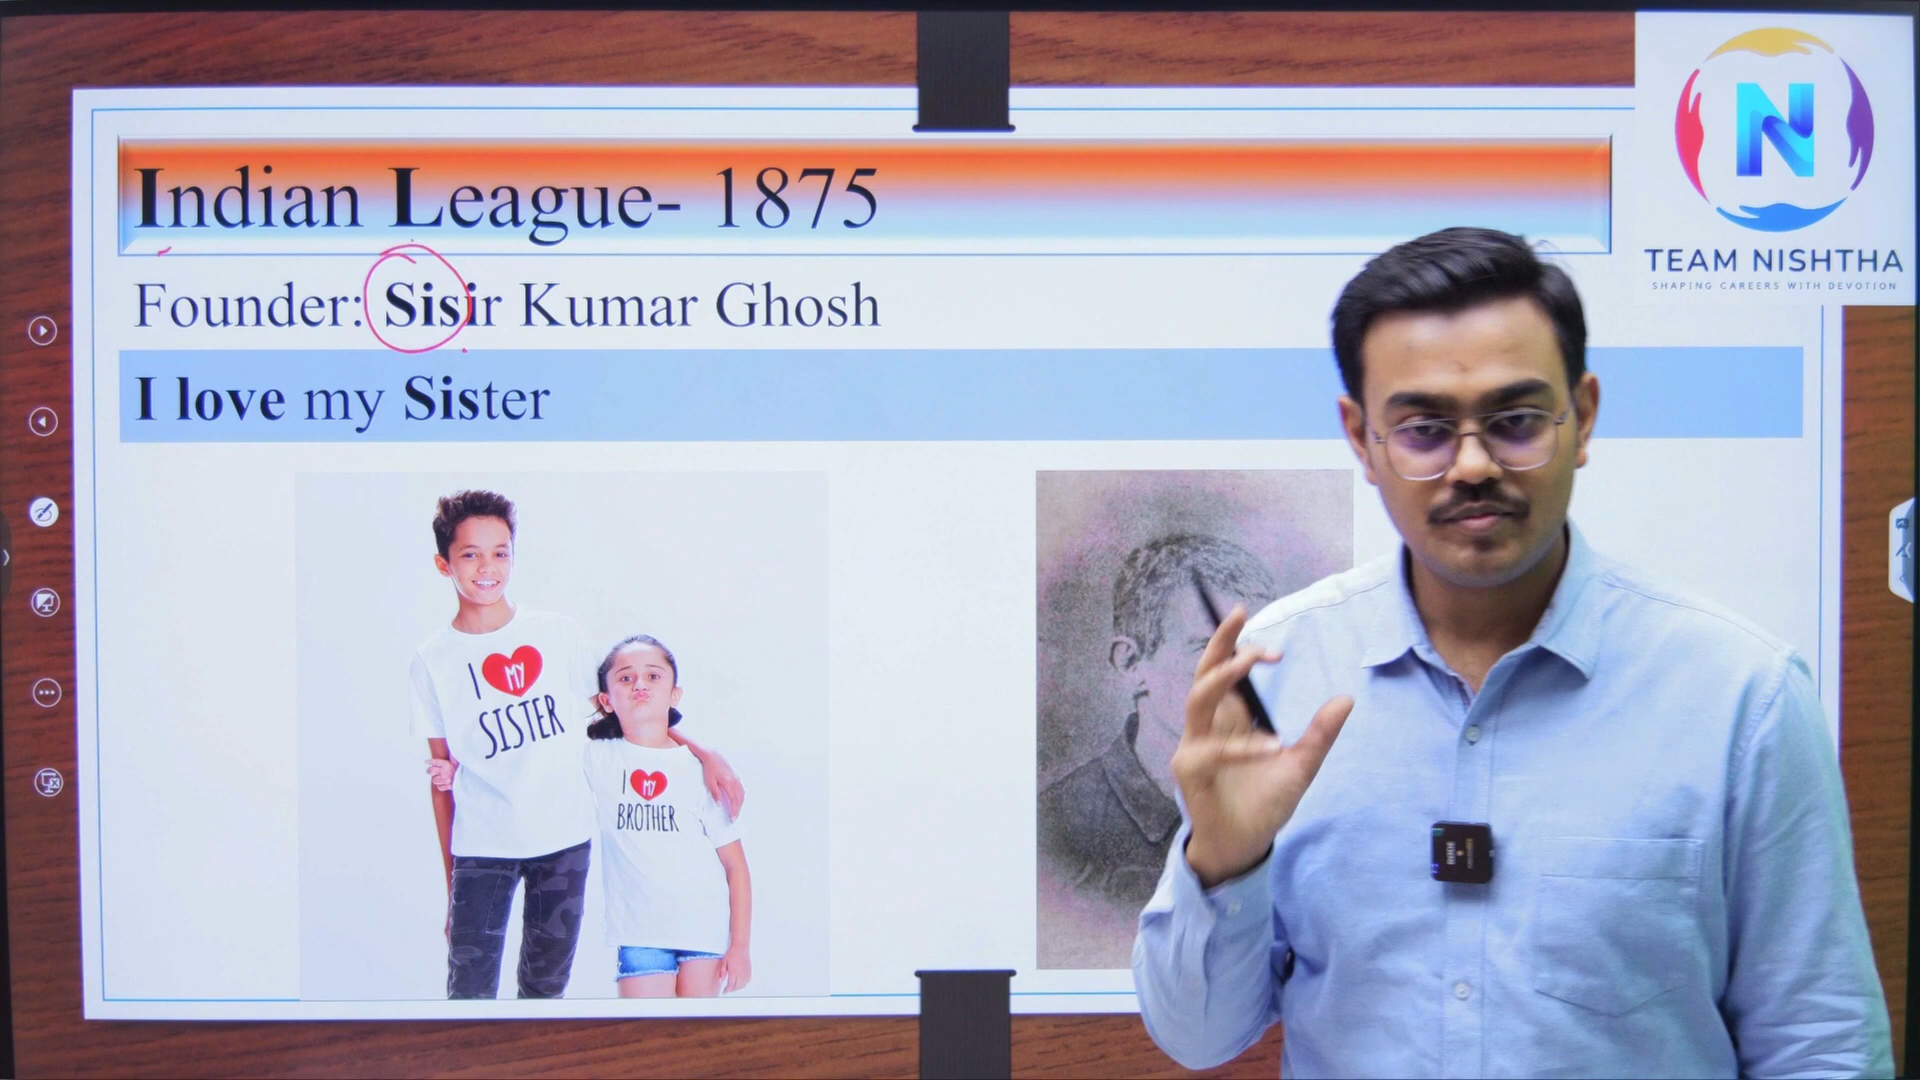 Indian League- 1875
Founder: Sisir Kumar Ghosh
I love my Sister
I MY
SISTER
I MY
BROTHER
N
TEAM NISHTHA
SHAPING CAREERS WITH DEVOTION
RODE